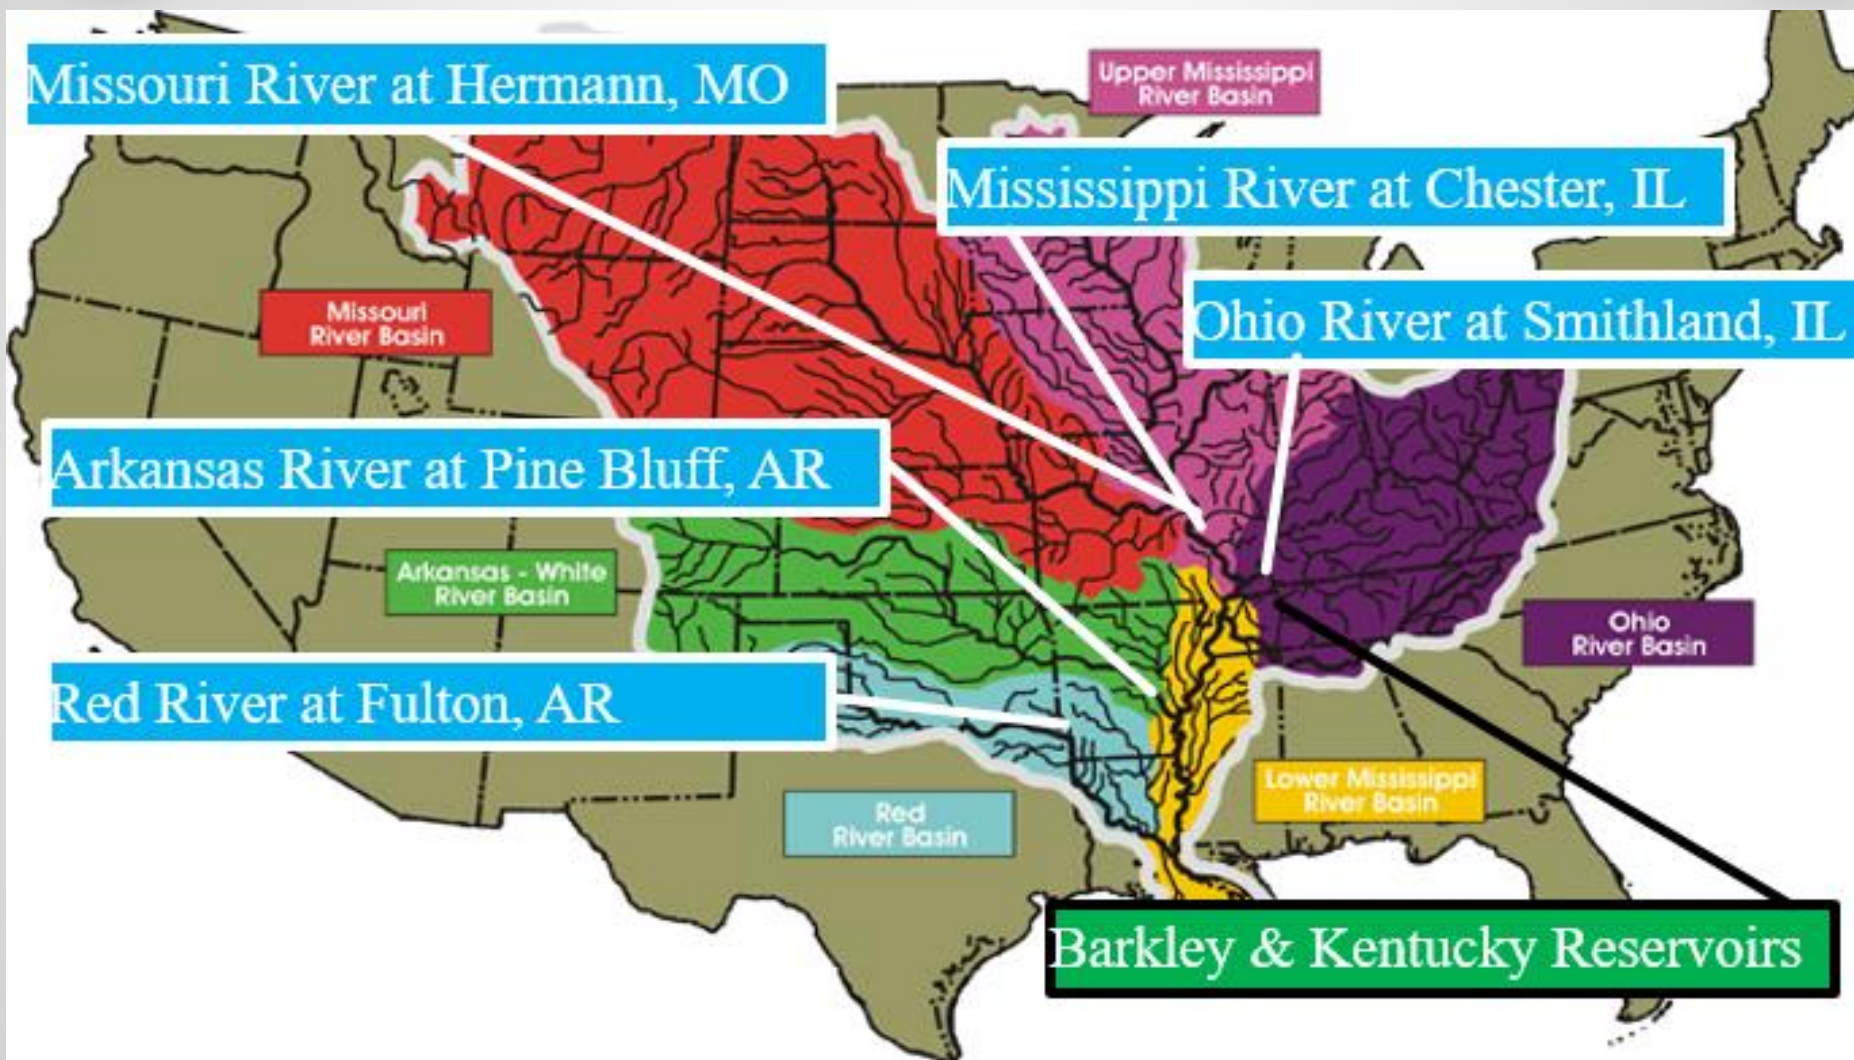 Missouri River at Hermann, MO
Upper Mississippi
River Basin
Mississippi River at Chester, IL
Missouri
River Basin
Ohio River at Smithland, IL
Arkansas River at Pine Bluff, AR
Arkansas - White
River Basin
Ohio
River Basin
Red River at Fulton, AR
Lower Mississippi
River Basin
Red
River Basin
Barkley & Kentucky Reservoirs